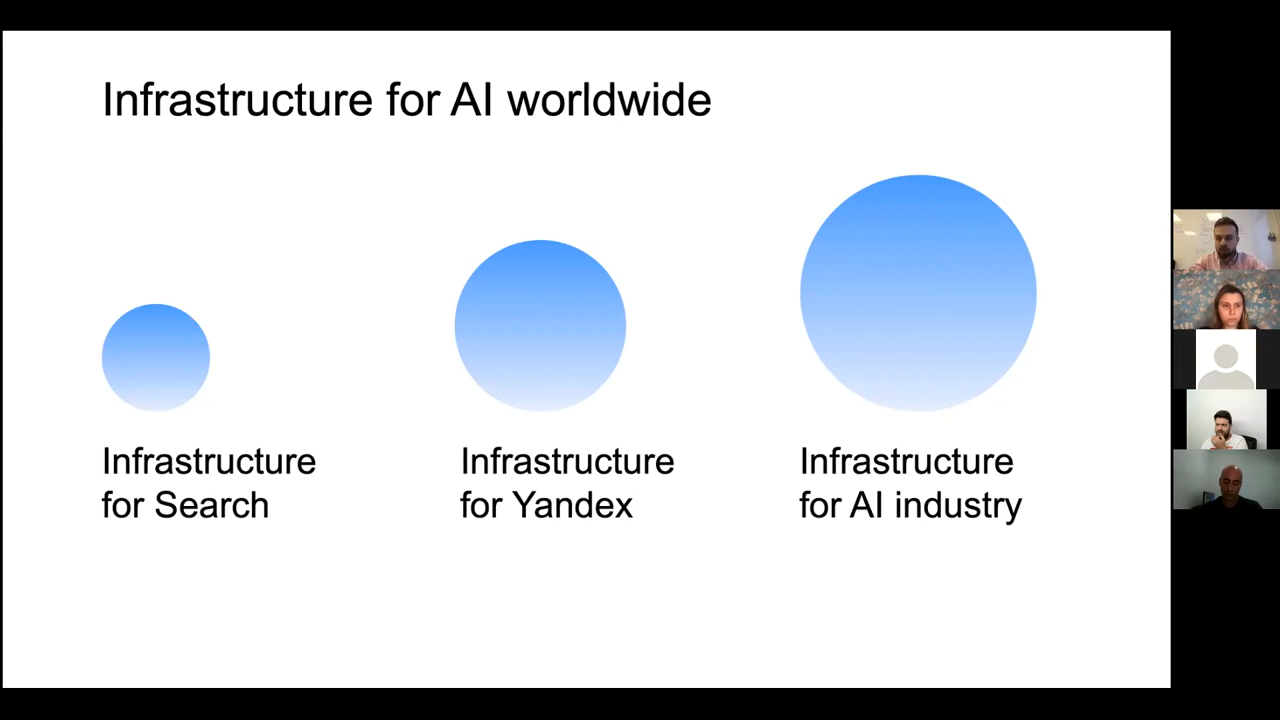 Infrastructure for AI worldwide
Infrastructure
for Search
Infrastructure
for Yandex
Infrastructure
for AI industry